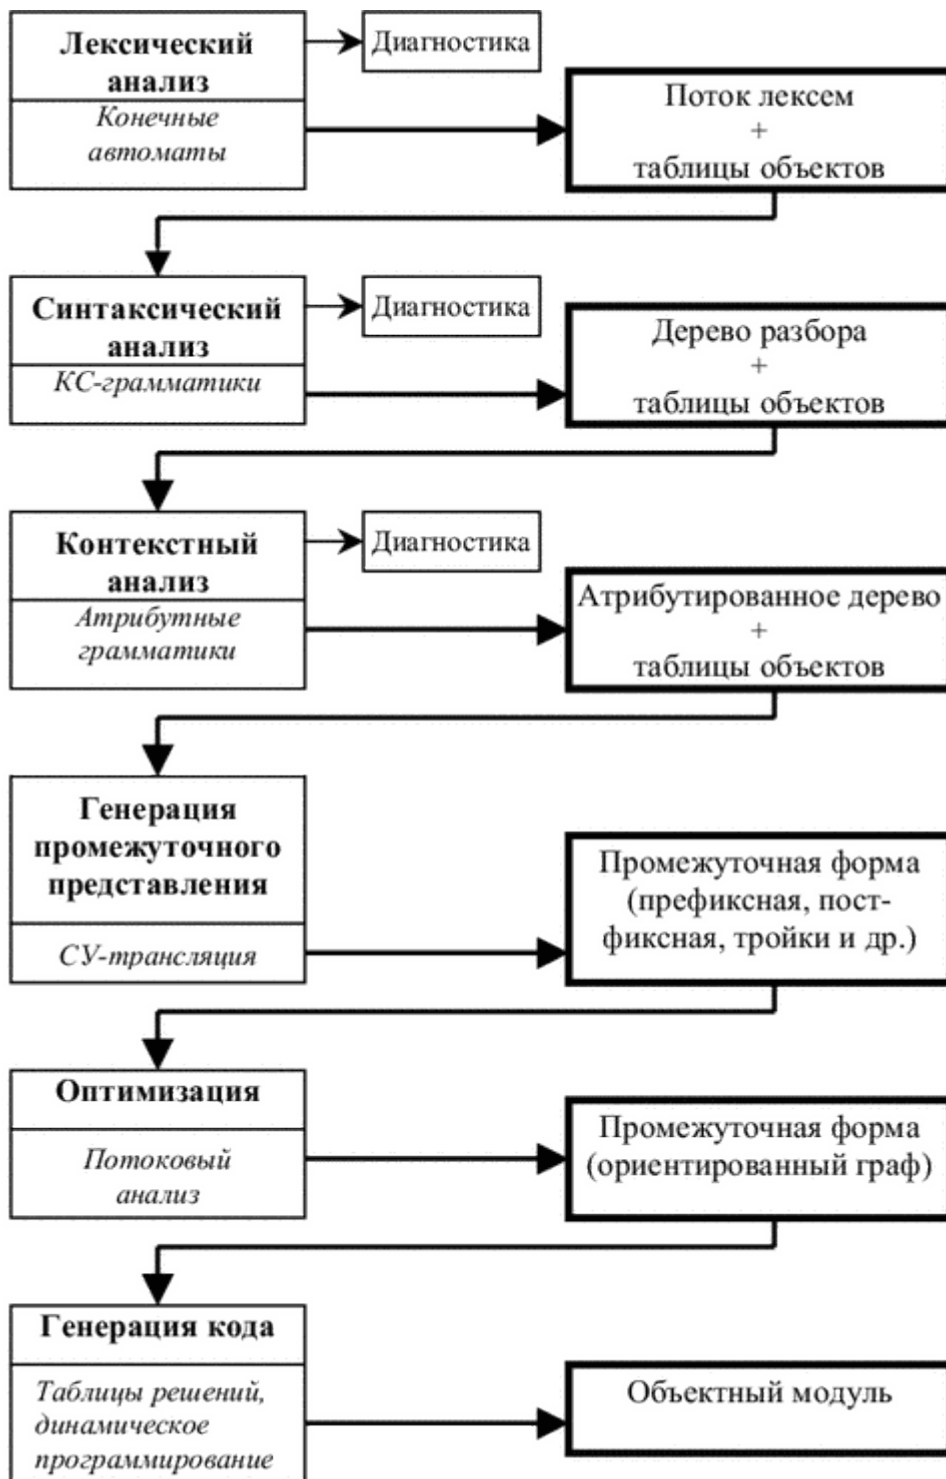 Лексический
анализ
Конечные
автоматы
Диагностика
Поток лексем
+
таблицы объектов
Синтаксический
анализ
КС-грамматики
Диагностика
Дерево разбора
+
таблицы объектов
Контекстный
анализ
Атрибутные
грамматики
Диагностика
Атрибутированное дерево
+
таблицы объектов
Генерация
промежуточного
представления
СУ-трансляция
Промежуточная форма
(префиксная, пост-
фиксная, тройки и др.)
Оптимизация
Потоковый
анализ
Промежуточная форма
(ориентированный граф)
Генерация кода
Таблицы решений,
динамическое
программирование
Объектный модуль